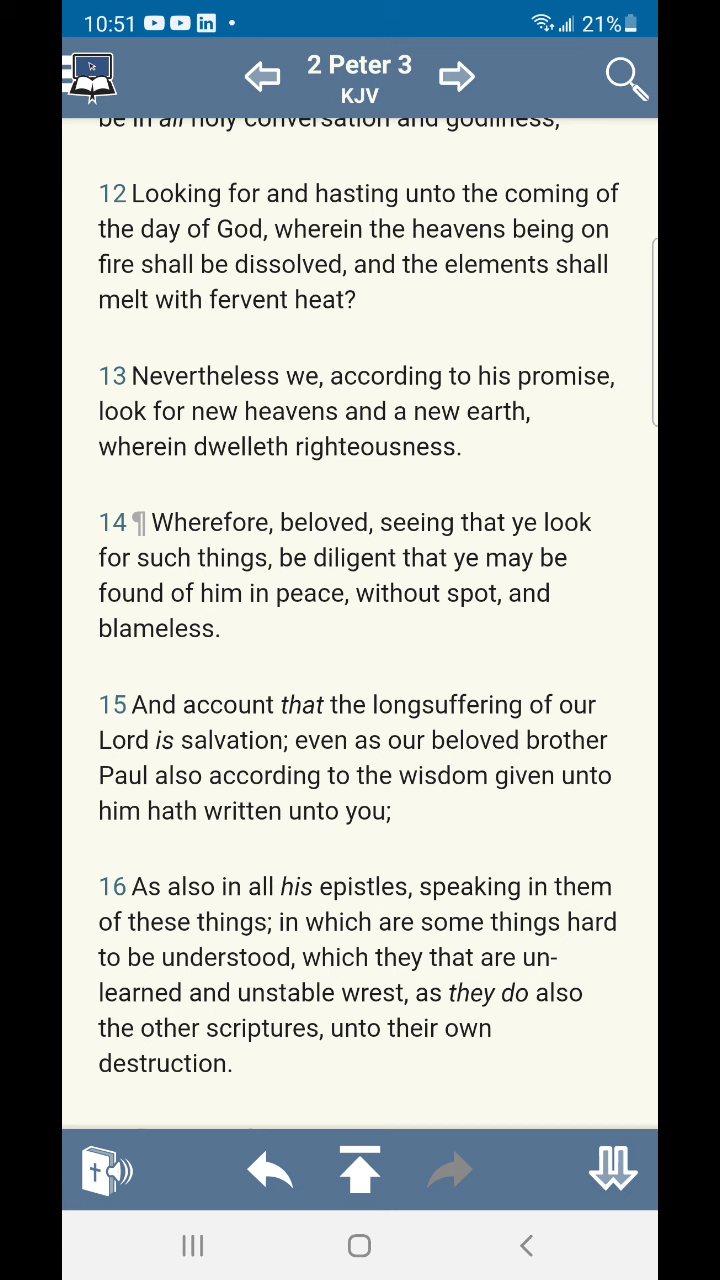 10:51 21%
2 Peter 3
KJV
be in all holy conversation and godliness,
12 Looking for and hasting unto the coming of
the day of God, wherein the heavens being on
fire shall be dissolved, and the elements shall
melt with fervent heat?
13 Nevertheless we, according to his promise,
look for new heavens and a new earth,
wherein dwelleth righteousness.
14 ¶ Wherefore, beloved, seeing that ye look
for such things, be diligent that ye may be
found of him in peace, without spot, and
blameless.
15 And account that the longsuffering of our
Lord is salvation; even as our beloved brother
Paul also according to the wisdom given unto
him hath written unto you;
16 As also in all his epistles, speaking in them
of these things; in which are some things hard
to be understood, which they that are un-
learned and unstable wrest, as they do also
the other scriptures, unto their own
destruction.